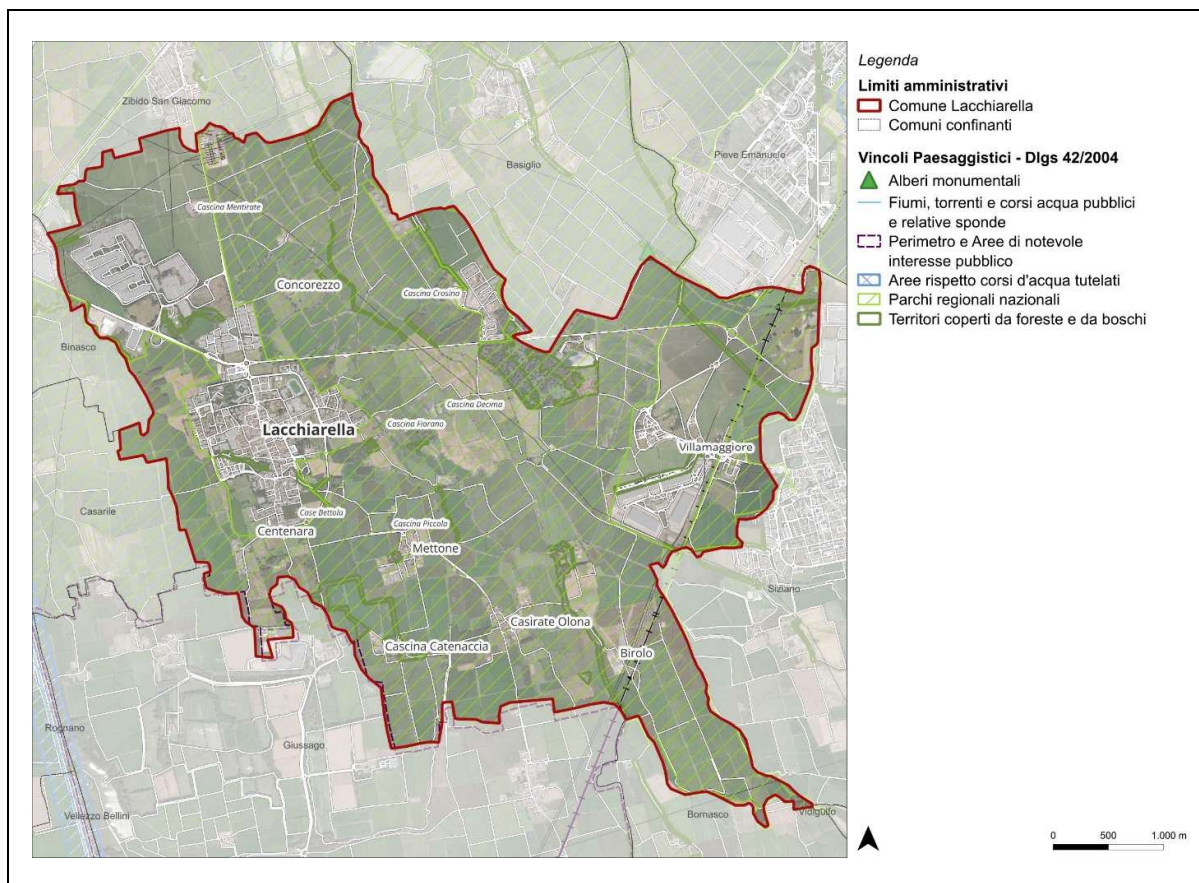 Zibido San Giacomo
Basiglio
Pieve Emanuele
Cascina Mentirate
Concorezzo
Cascina Crosina
Binasco
Cascina Decima
Cascina Fiorano
Lacchiarella
Villamaggiore
Casarile
Case Bettola
Centenara
Cascina Piccola
Mettone
Siziano
Casirate Olona
Cascina Catenaccia
Birolo
Rognano
Giussago
Vellezzo Bellini
Bornasco
Vidigulfo
Legenda
Limiti amministrativi
Comune Lacchiarella
Comuni confinanti
Vincoli Paesaggistici - Dlgs 42/2004
Alberi monumentali
Fiumi, torrenti e corsi acqua pubblici
e relative sponde
Perimetro e Aree di notevole
interesse pubblico
Aree rispetto corsi d'acqua tutelati
Parchi regionali nazionali
Territori coperti da foreste e da boschi
0 500 1.000 m